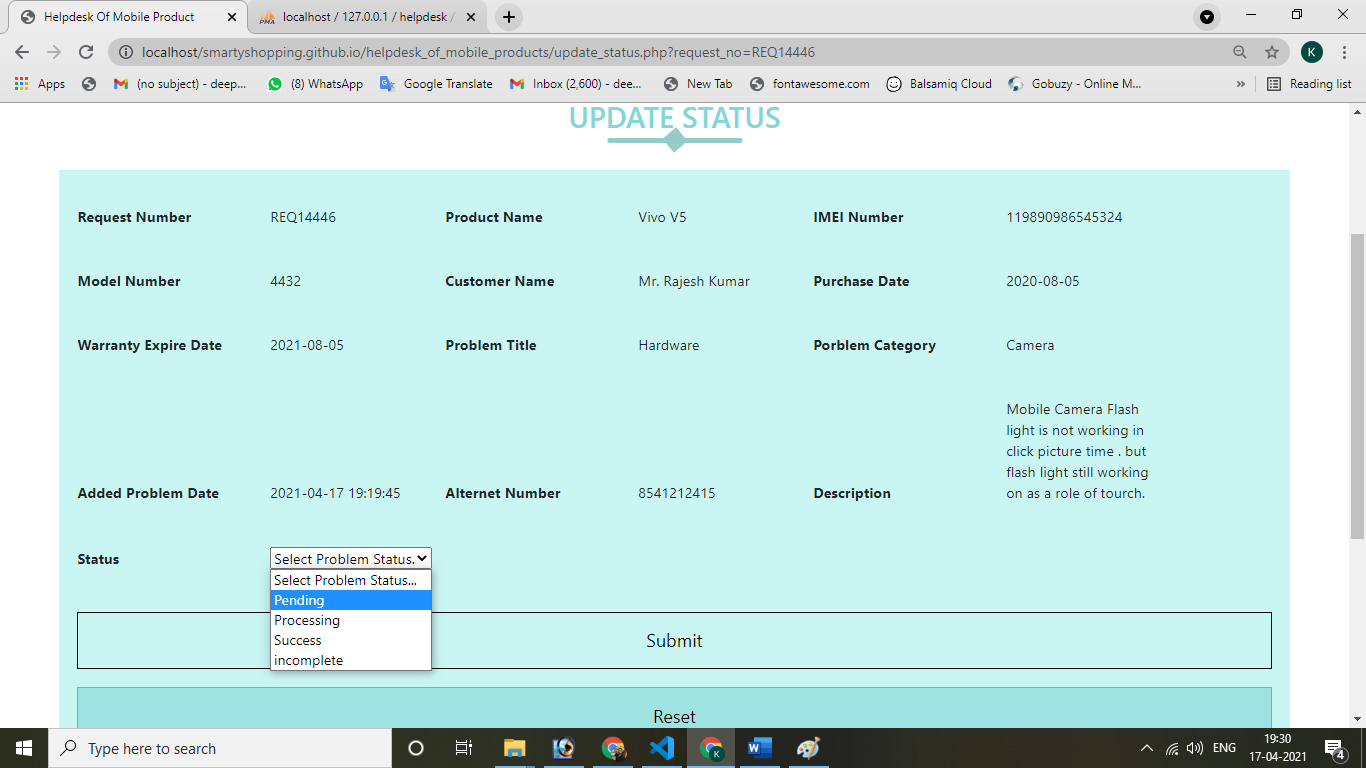 Helpdesk Of Mobile Product
localhost / 127.0.0.1 / helpdesk /
localhost/smartyshopping.github.io/helpdesk_of_mobile_products/update_status.php?request_no=REQ14446
K
Apps
(no subject) - deep...
(8) WhatsApp
Google Translate
Inbox (2,600) - dee...
New Tab
fontawesome.com
Balsamiq Cloud
Gobuzy - Online M...
»
Reading list
UPDATE STATUS
Request Number REQ14446 Product Name Vivo V5 IMEI Number 119890986545324
Model Number 4432 Customer Name Mr. Rajesh Kumar Purchase Date 2020-08-05
Warranty Expire Date 2021-08-05 Problem Title Hardware Porblem Category Camera
Mobile Camera Flash
light is not working in
click picture time . but
flash light still working
Added Problem Date 2021-04-17 19:19:45 Alternet Number 8541212415 Description on as a role of tourch.
Status Select Problem Status.
Select Problem Status...
Pending
Processing
Success
incomplete
Submit
Reset
Type here to search
ENG
19:30
17-04-2021
4